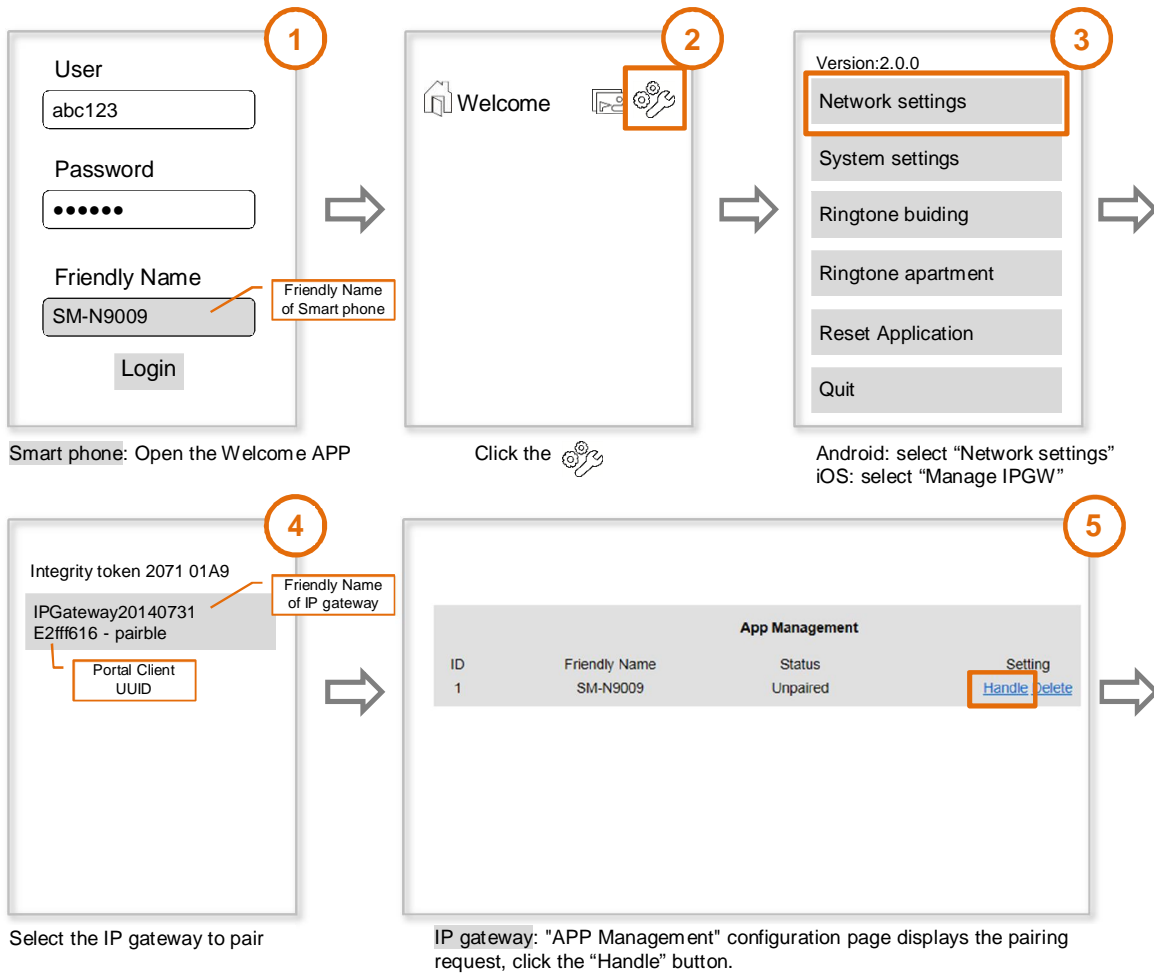 1
User
abc123
Password
●●●●●●
Friendly Name
SM-N9009
Friendly Name
of Smart phone
Login
Smart phone: Open the Welcome APP
2
Welcome
Click the
3
Version:2.0.0
Network settings
System settings
Ringtone buiding
Ringtone apartment
Reset Application
Quit
Android: select “Network settings”
iOS: select “Manage IPGW”
4
Integrity token 2071 01A9
Friendly Name
of IP gateway
IPGateway20140731
E2fff616 - pairble
Portal Client
UUID
Select the IP gateway to pair
5
App Management
ID Friendly Name Status Setting
1 SM-N9009 Unpaired Handle Delete
IP gateway: "APP Management" configuration page displays the pairing
request, click the “Handle” button.